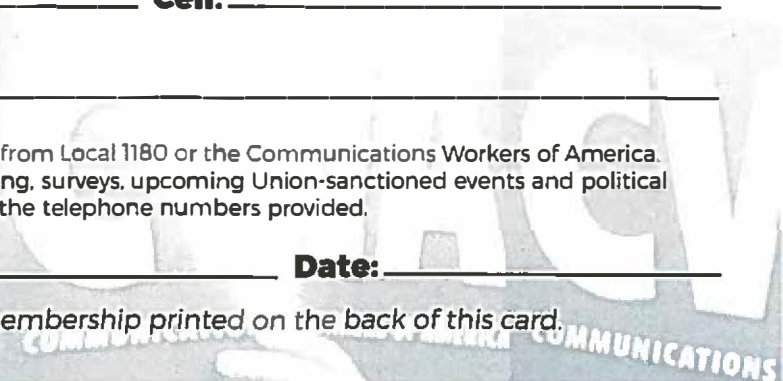 Cell:
from Local 1180 or the Communications Workers of America.
ng, surveys, upcoming Union-sanctioned events and political
the telephone numbers provided.
Date:
embership printed on the back of this card.
COMMUNICATIONS